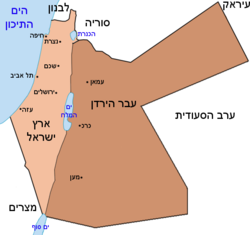 עיראק
לבנון
הים
התיכון
סוריה
הכנרת
חיפה
נצרת
שכם
תל אביב
ירושלים
עזה
עמאן
ים
המלח
עבר הירדן
ערב הסעודית
כרכ
ארץ
ישראל
מען
מצרים
ים סוף